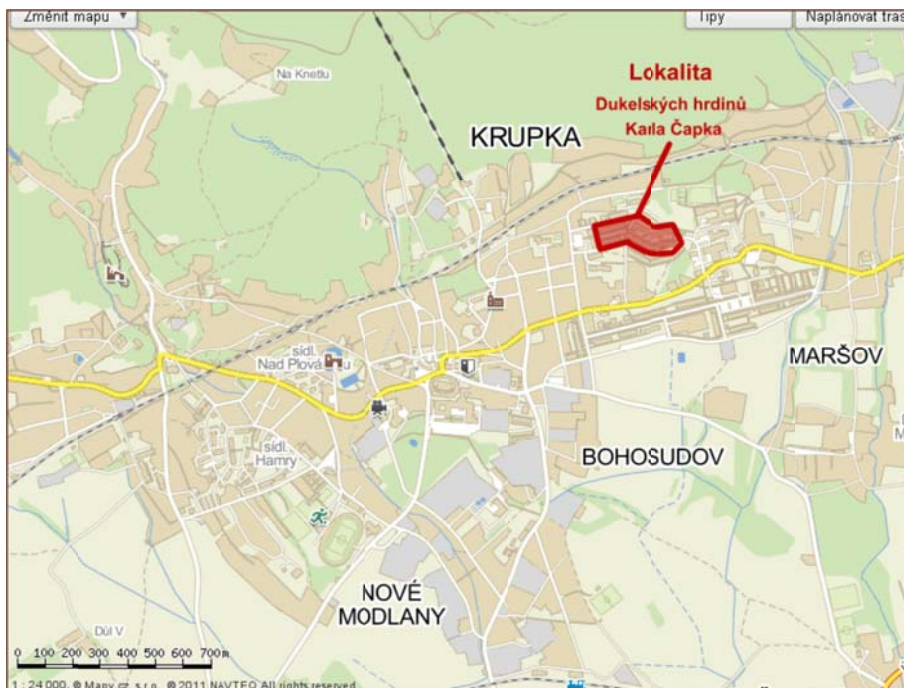 Změnit mapu
Tipy
Naplánovat tras
Na Knetlu
Lokalita
Dukelských hrdinů
Karla Čapka
KRUPKA
MARŠOV
sídl.
Nad Plová
u
sídl.
Hamry
BOHOSUDOV
NOVÉ
MODLANY
Důl V
0 100 200 300 400 500 600 700m
1 : 24 000, © Mapy.cz, s.r.o., © 2011 NAVTEQ All rights reserved